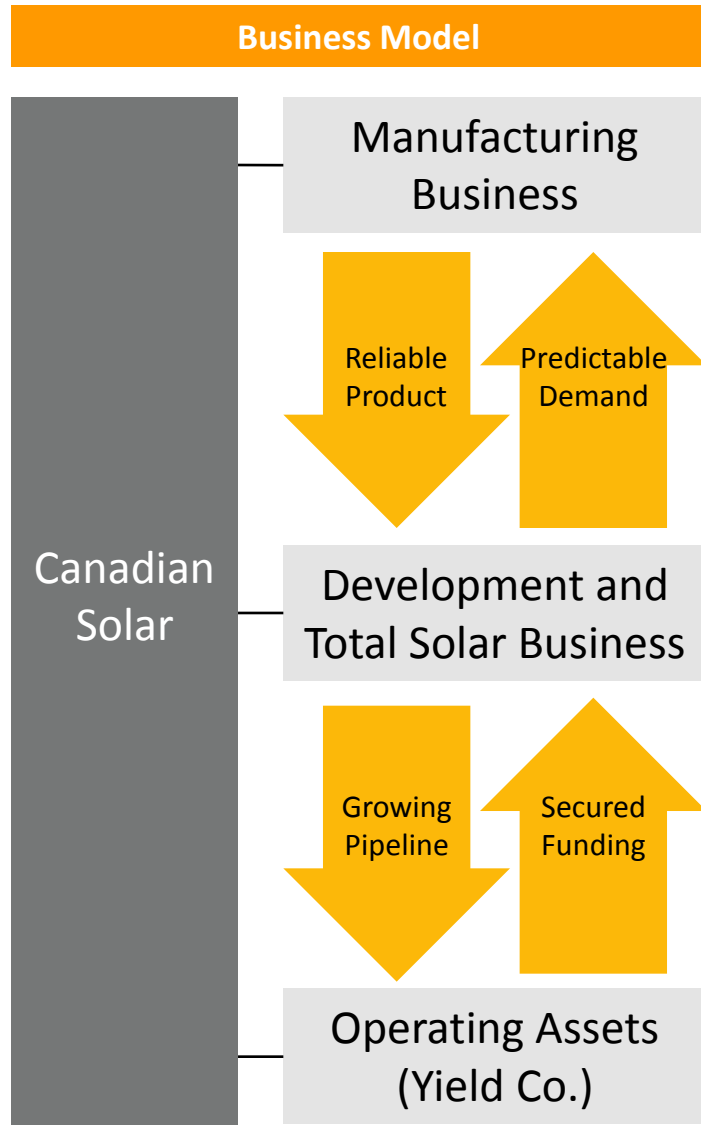 Business Model
Manufacturing
Business
Reliable
Product
Predictable
Demand
Canadian
Solar
Development and
Total Solar Business
Growing
Pipeline
Secured
Funding
Operating Assets
(Yield Co.)